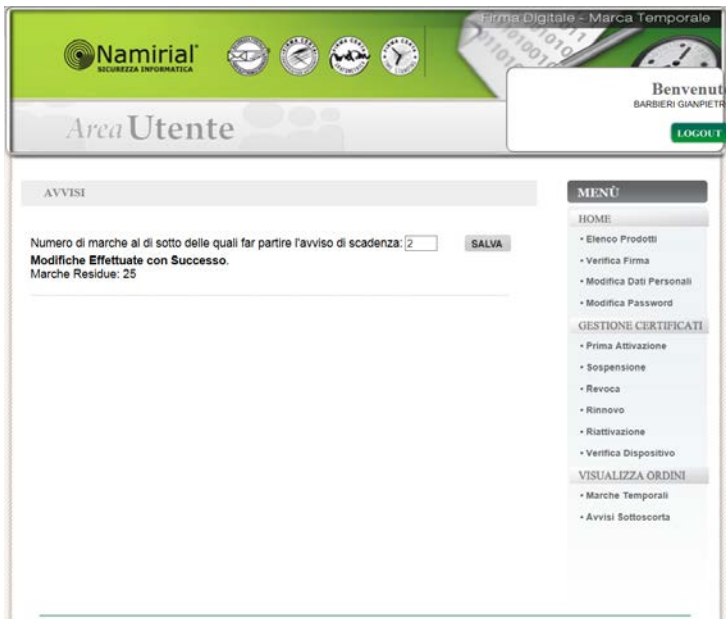 Firma Digitale - Marca Temporale
Namirial
SICUREZZA INFORMATICA
Benvenut
BARBIERI GIANPIETR
LOGOUT
Area Utente
AVVISI
Numero di marche al di sotto delle quali far partire l'avviso di scadenza: 2 SALVA
Modifiche Effettuate con Successo.
Marche Residue: 25
MENÙ
HOME
• Elenco Prodotti
• Verifica Firma
• Modifica Dati Personali
• Modifica Password
GESTIONE CERTIFICATI
• Prima Attivazione
• Sospensione
• Revoca
• Rinnovo
• Riattivazione
• Verifica Dispositivo
VISUALIZZA ORDINI
• Marche Temporali
• Avvisi Sottoscorta